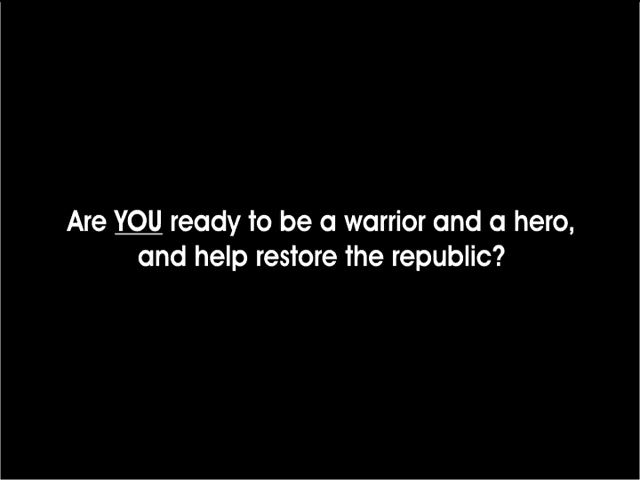 Are YOU ready to be a warrior and a hero,
and help restore the republic?